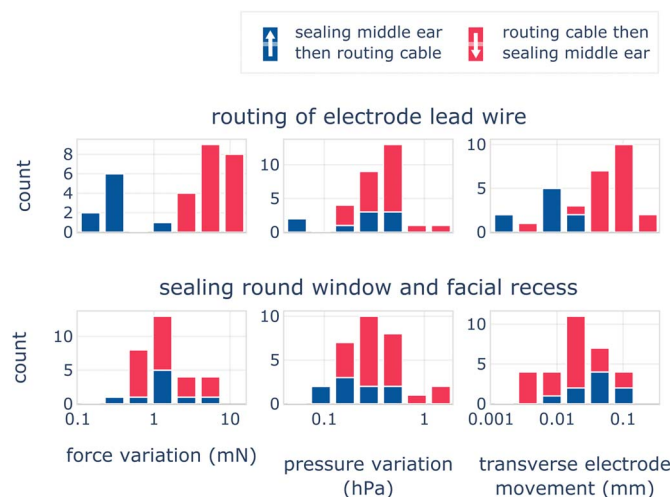 sealing middle ear
then routing cable
routing cable then
sealing middle ear
routing of electrode lead wire
count
8
6
4
2
0
10
5
0
10
5
0
sealing round window and facial recess
count
10
5
0
10
5
0
10
5
0
0.1 1 10
0.1 1
0.001 0.01 0.1
force variation (mN)
pressure variation
(hPa)
transverse electrode
movement (mm)